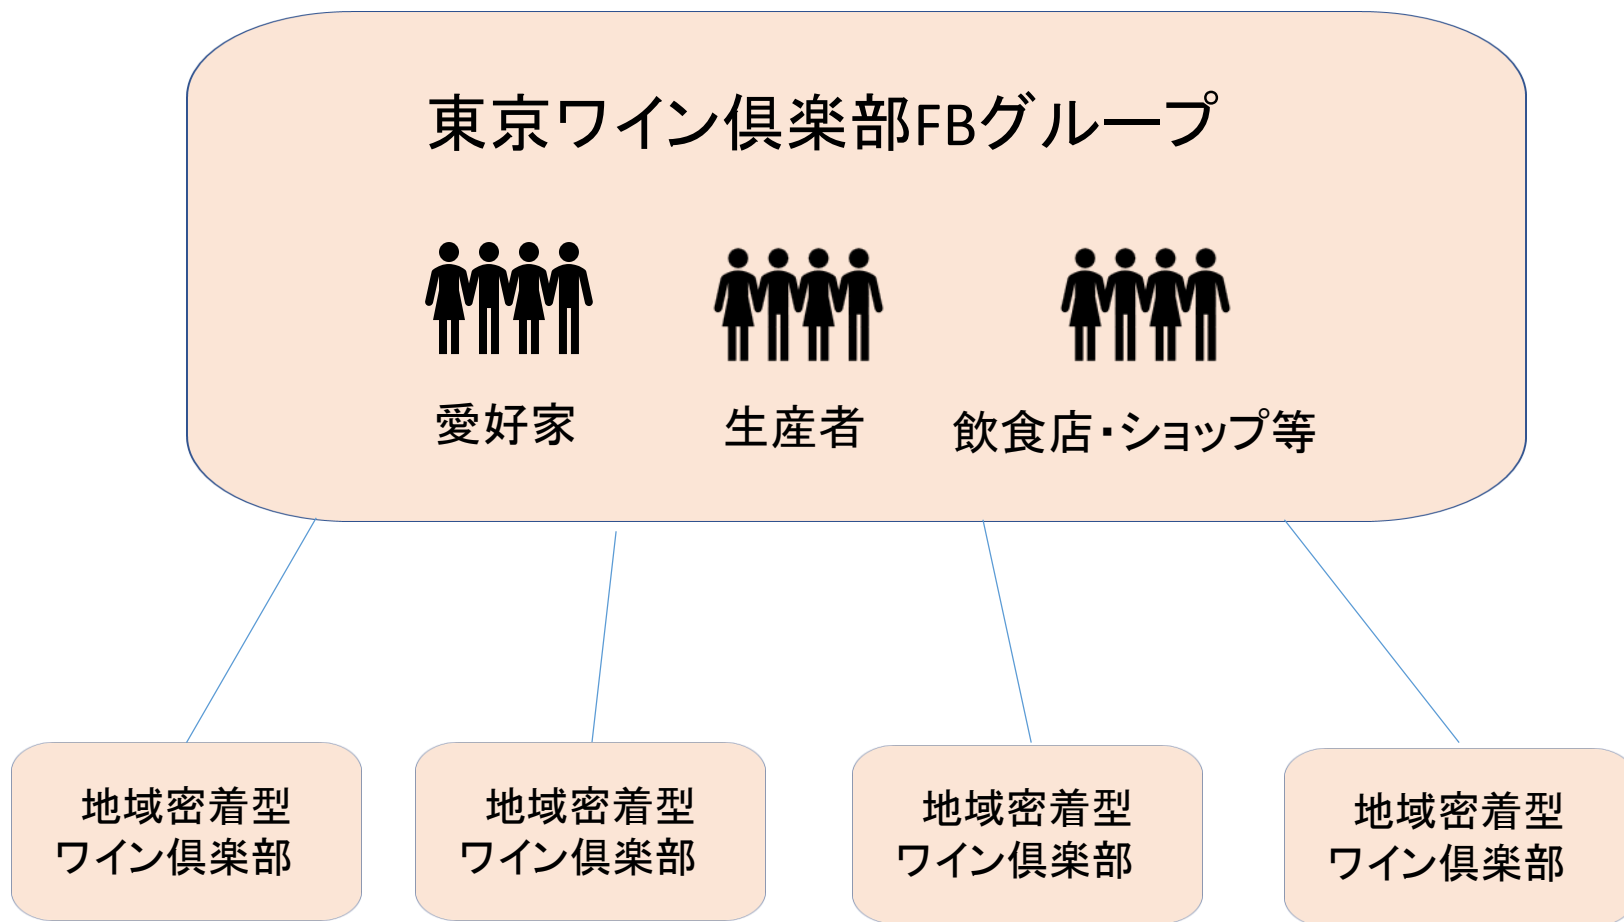 東京ワイン倶楽部FBグループ
愛好家
生産者
飲食店・ショップ等
地域密着型
ワイン倶楽部
地域密着型
ワイン倶楽部
地域密着型
ワイン倶楽部
地域密着型
ワイン倶楽部